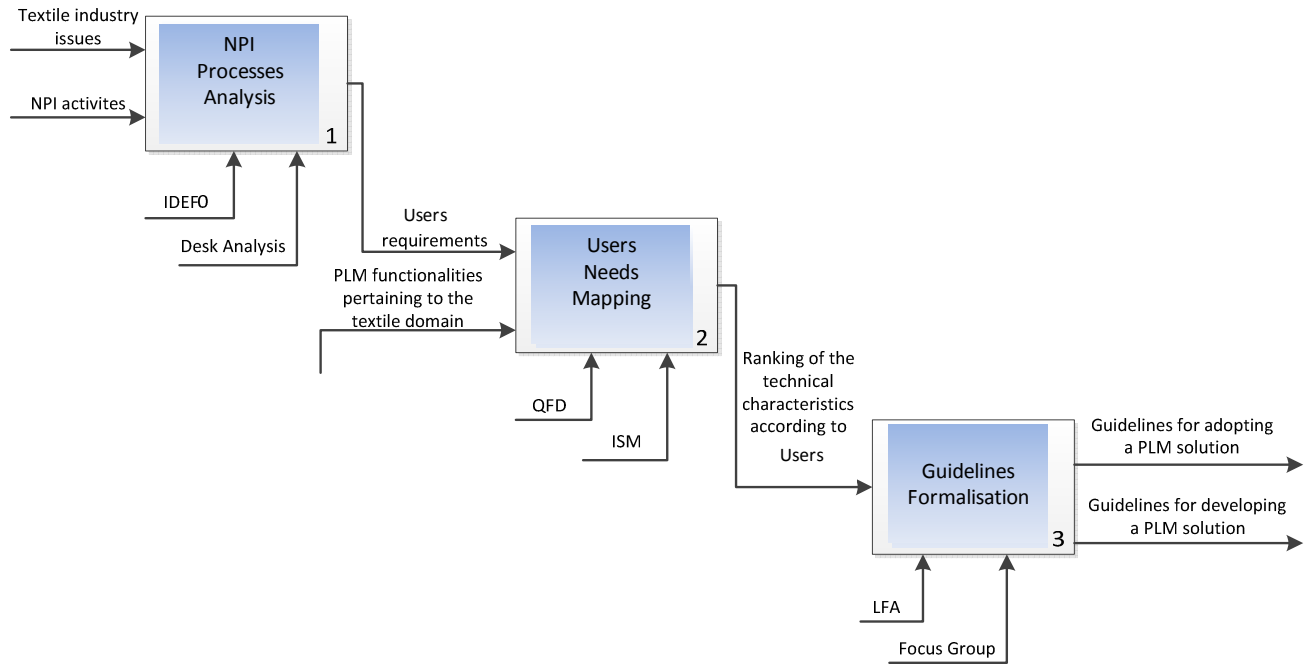 Textile industry
issues
NPI activites
NPI
Processes
Analysis
1
IDEF0
Desk Analysis
Users
requirements
PLM functionalities
pertaining to the
textile domain
Users
Needs
Mapping
2
QFD
ISM
Ranking of the
technical
characteristics
according to
Users
Guidelines
Formalisation
3
LFA
Focus Group
Guidelines for adopting
a PLM solution
Guidelines for developing
a PLM solution